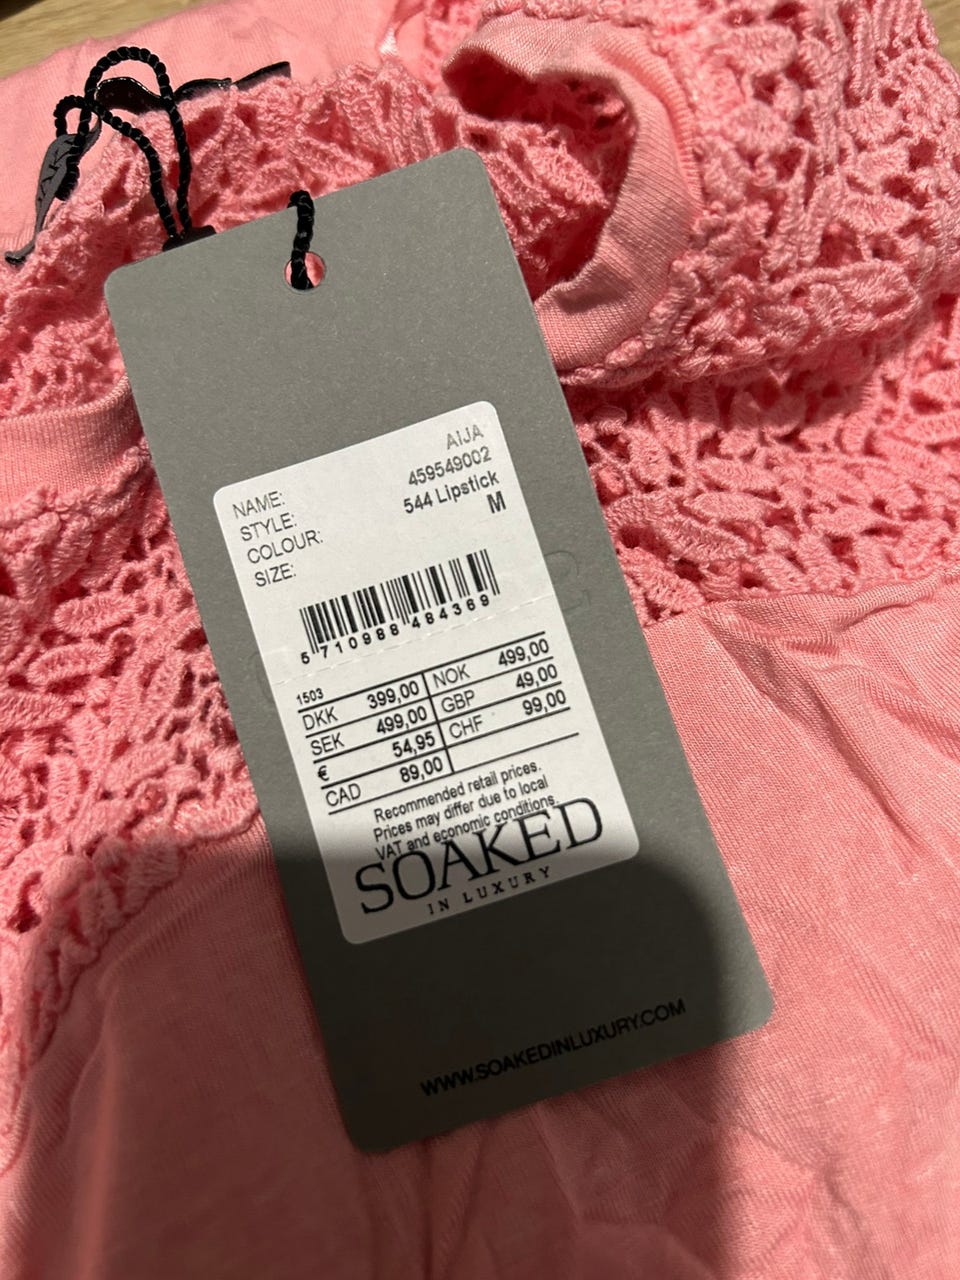 NAME: AIJA
STYLE: 459549002
COLOUR: 544 Lipstick
SIZE: M
5 710988 484369
1503
DKK 399,00 NOK 499,00
SEK 499,00 GBP 49,00
€ 54,95 CHF 99,00
CAD 89,00
Recommended retail prices.
Prices may differ due to local
VAT and economic conditions.
SOAKED
IN LUXURY
WWW.SOAKEDINLUXURY.COM